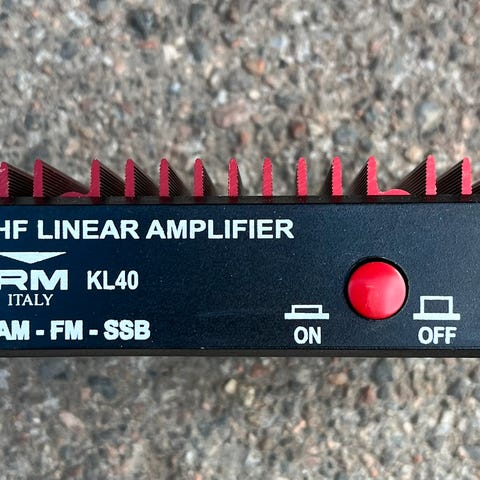 HF LINEAR AMPLIFIER
RM KL40
ITALY
AM - FM - SSB
ON OFF